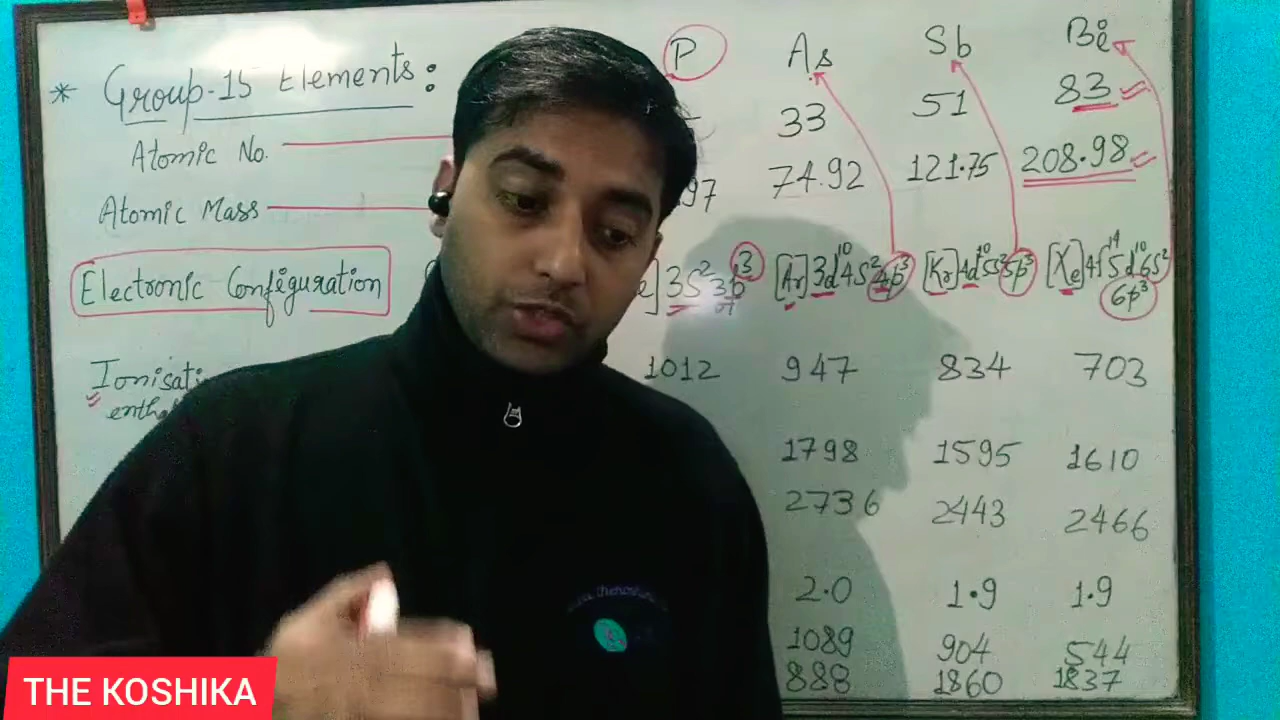 * Group-15 Elements: P As Sb Bi
Atomic No. 33 51 83
Atomic Mass 97 74.92 121.75 208.98
Electronic Configuration e] 3s² 3p³ [Ar] 3d¹⁰ 4s² 4p³ [Kr] 4d¹⁰ 5s² 5p³ [Xe] 4f¹⁴ 5d¹⁰ 6s²
6p³
Ionisati 1012 947 834 703
entha
1798 1595 1610
2736 2443 2466
2.0 1.9 1.9
1089 904 544
888 1860 1837
THE KOSHIKA